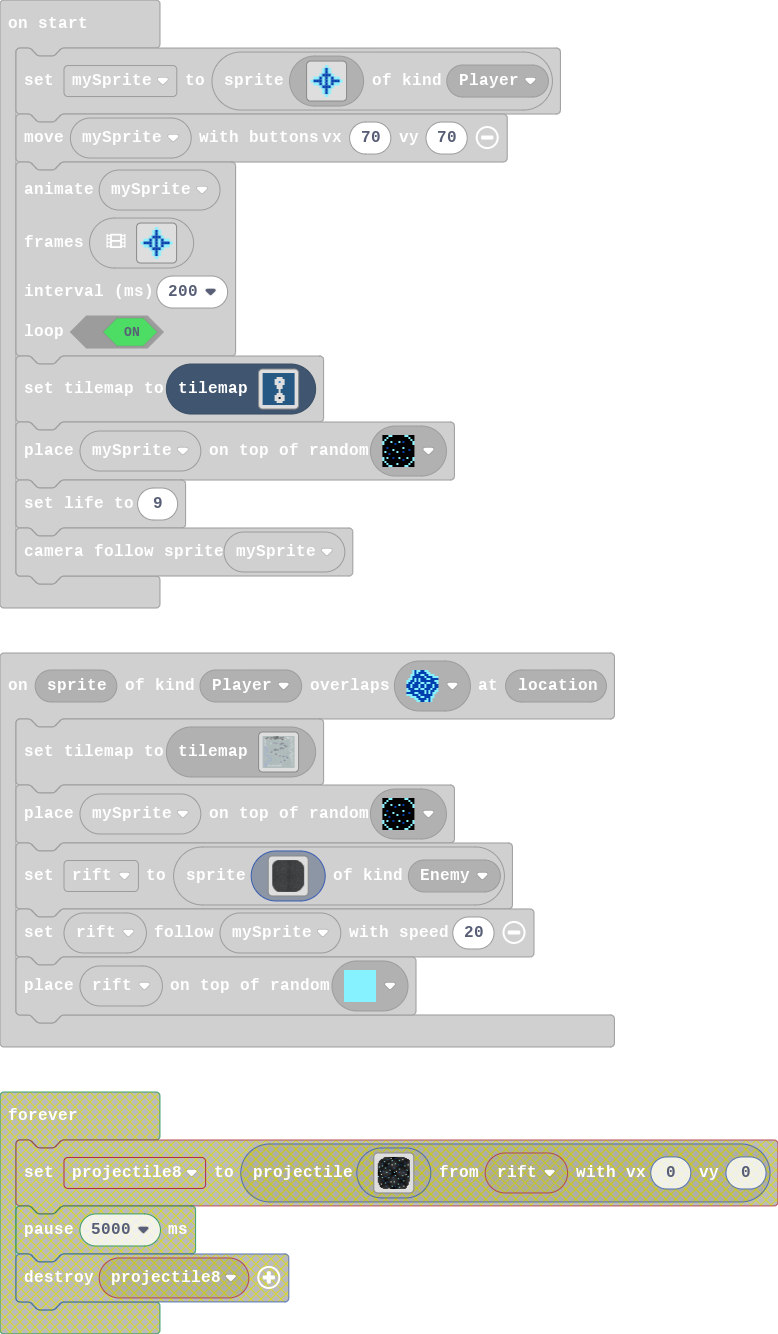 on start
set mySprite to sprite of kind Player
move mySprite with buttons vx 70 vy 70
animate mySprite
frames
interval (ms) 200
loop ON
set tilemap to tilemap
place mySprite on top of random
set life to 9
camera follow sprite mySprite
on sprite of kind Player overlaps at location
set tilemap to tilemap
place mySprite on top of random
set rift to sprite of kind Enemy
set rift follow mySprite with speed 20
place rift on top of random
forever
set projectile8 to projectile from rift with vx 0 vy 0
pause 5000 ms
destroy projectile8